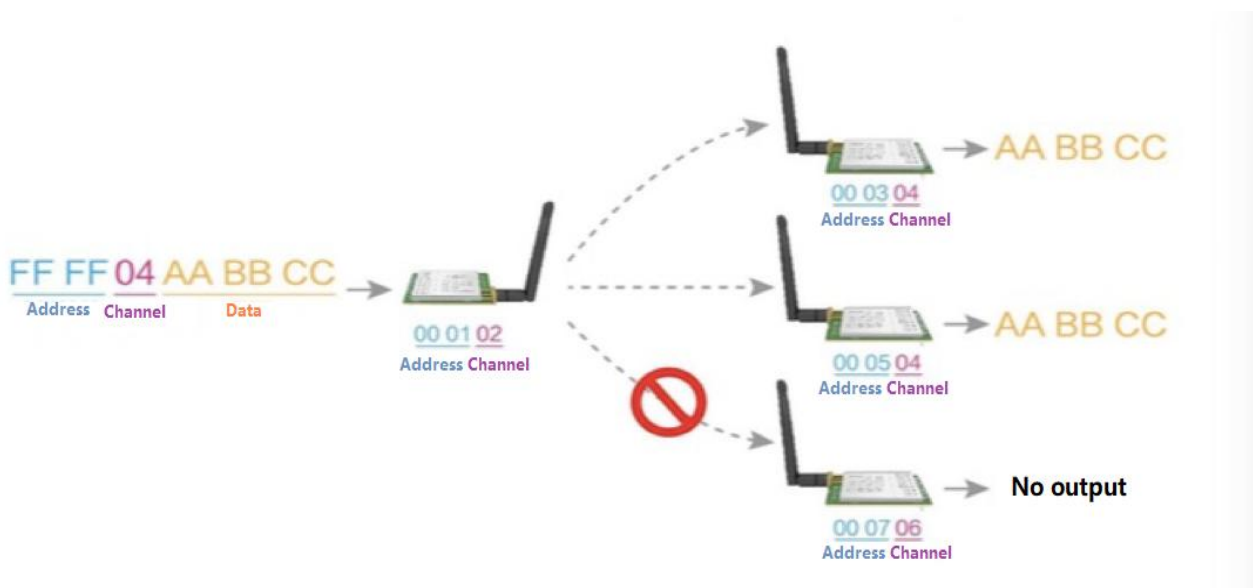 FF FF 04 AA BB CC
Address Channel Data
00 01 02
Address Channel
AA BB CC
00 03 04
Address Channel
AA BB CC
00 05 04
Address Channel
No output
00 07 06
Address Channel